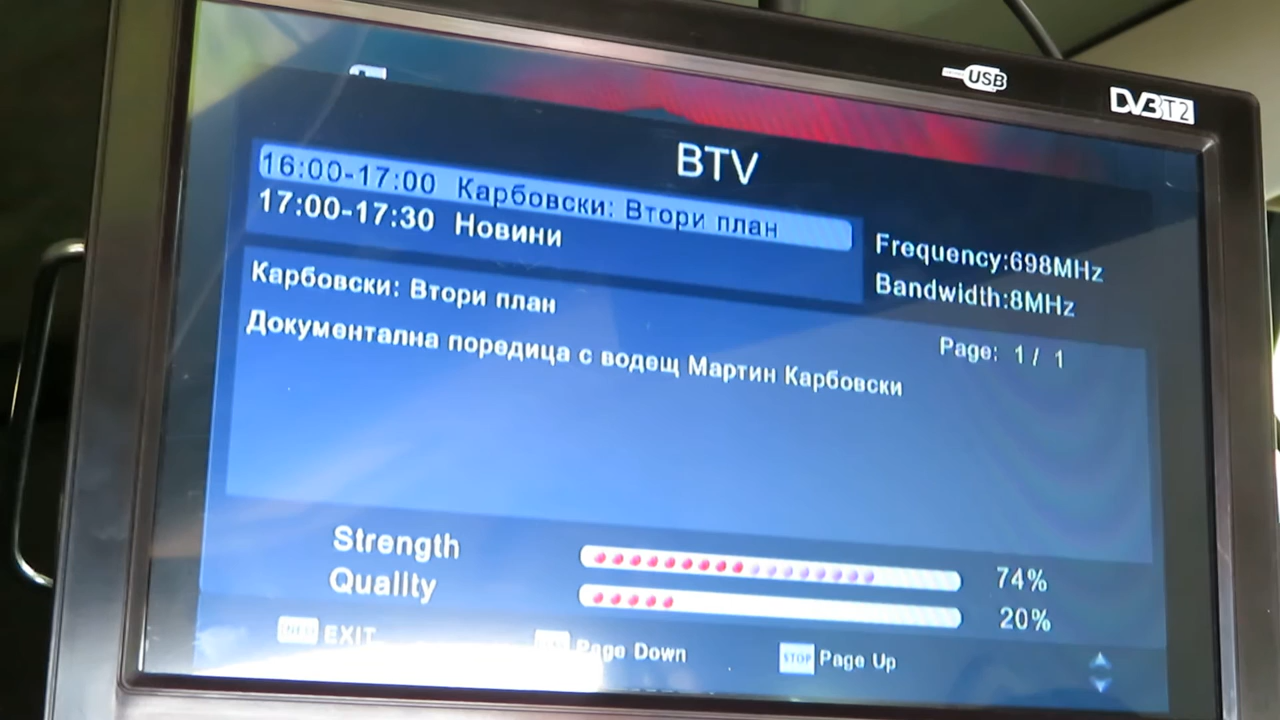 USB
DVB T2
BTV
16:00-17:00 Карбовски: Втори план
17:00-17:30 Новини
Frequency:698MHz
Bandwidth:8MHz
Карбовски: Втори план
Page: 1 / 1
Документална поредица с водещ Мартин Карбовски
Strength 74%
Quality 20%
EXIT Page Down STOP Page Up